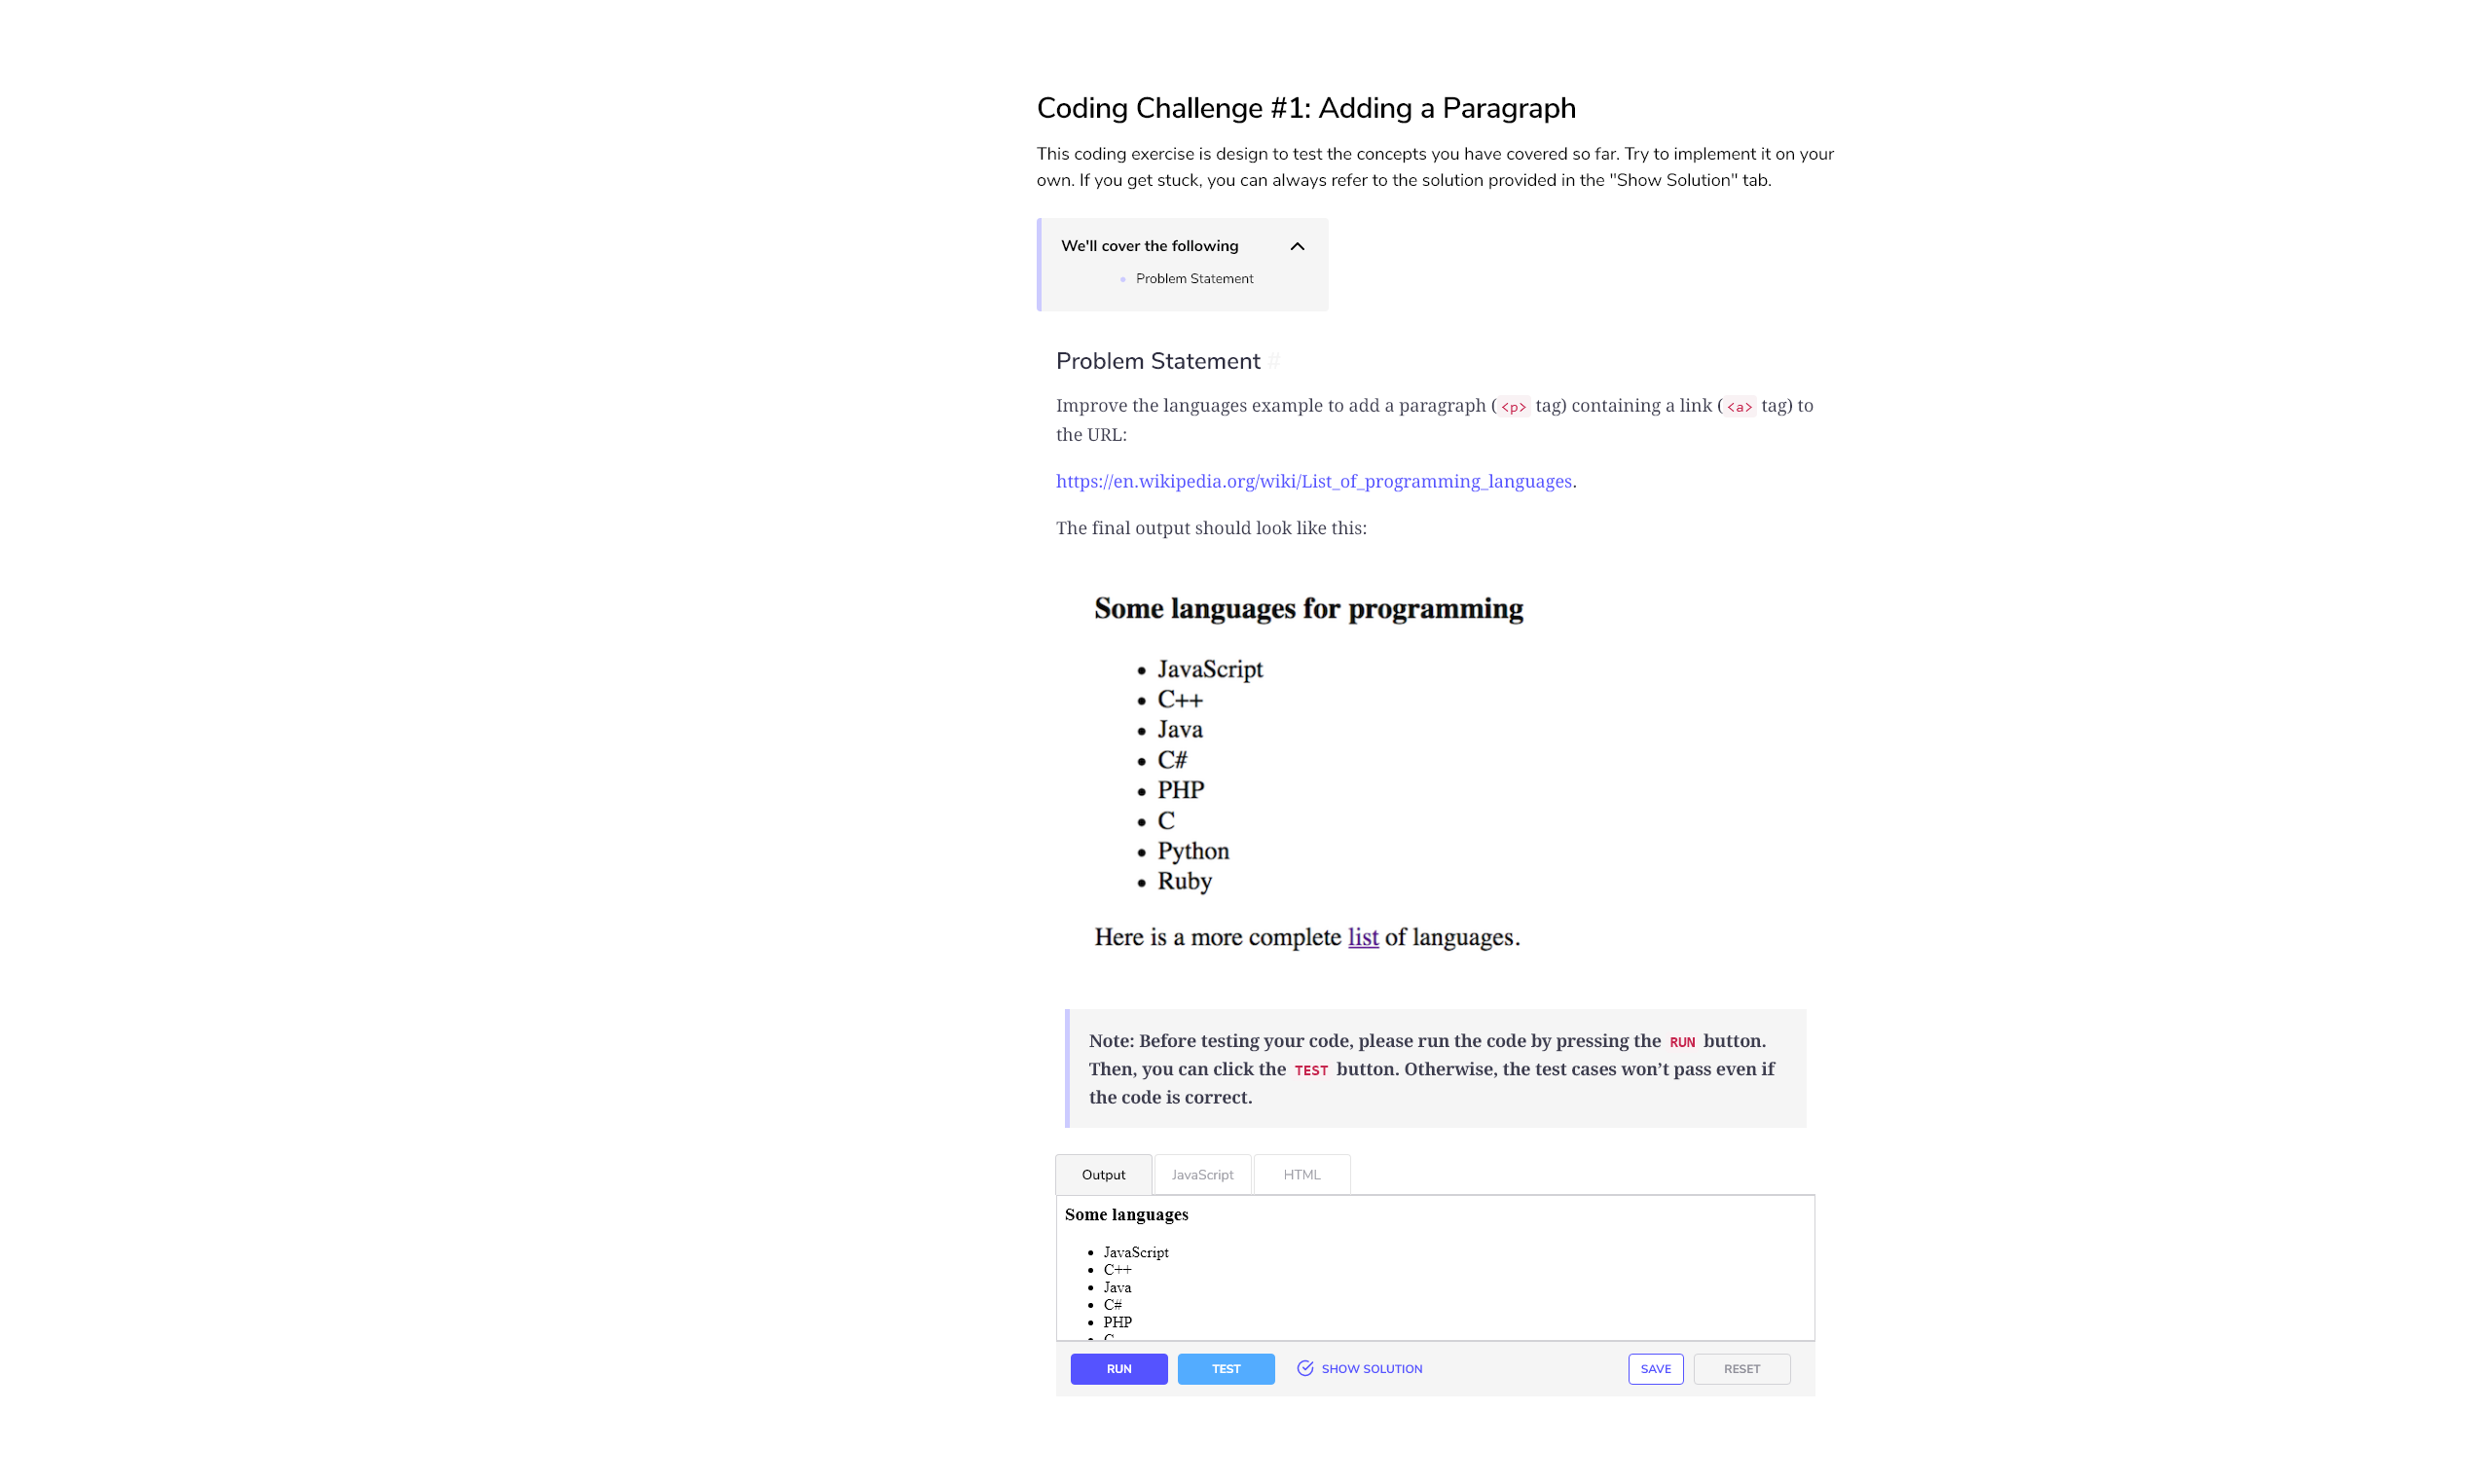 Coding Challenge #1: Adding a Paragraph
This coding exercise is design to test the concepts you have covered so far. Try to implement it on your
own. If you get stuck, you can always refer to the solution provided in the "Show Solution" tab.
We'll cover the following
Problem Statement
Problem Statement #
Improve the languages example to add a paragraph (<p> tag) containing a link (<a> tag) to
the URL:
https://en.wikipedia.org/wiki/List_of_programming_languages.
The final output should look like this:
Some languages for programming
JavaScript
C++
Java
C#
PHP
C
Python
Ruby
Here is a more complete list of languages.
Note: Before testing your code, please run the code by pressing the RUN button.
Then, you can click the TEST button. Otherwise, the test cases won’t pass even if
the code is correct.
Output JavaScript HTML
Some languages
JavaScript
C++
Java
C#
PHP
C
RUN TEST SHOW SOLUTION SAVE RESET